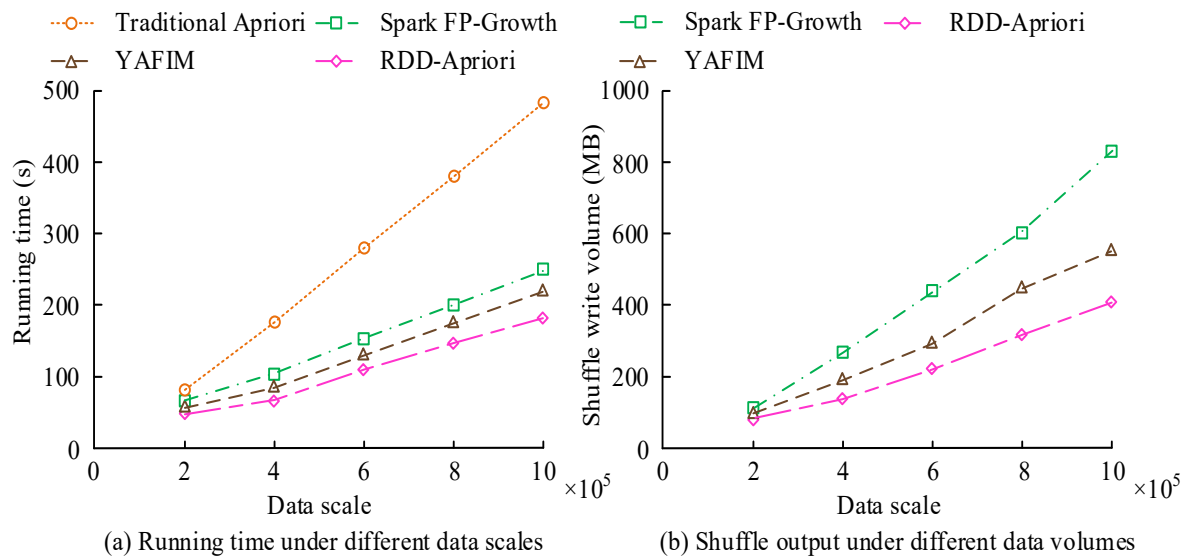 Traditional Apriori Spark FP-Growth
YAFIM RDD-Apriori
Running time (s)
500
400
300
200
100
0
0 2 4 6 8 10
×10⁵
Data scale
(a) Running time under different data scales
Spark FP-Growth RDD-Apriori
YAFIM
Shuffle write volume (MB)
1000
800
600
400
200
0
0 2 4 6 8 10
×10⁵
Data scale
(b) Shuffle output under different data volumes